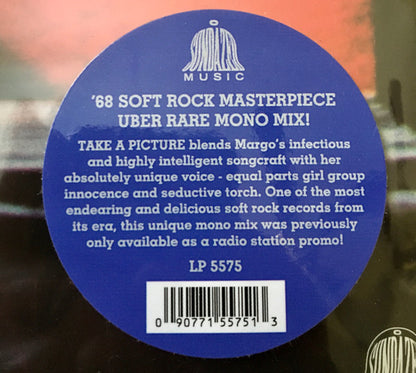 SUNDAZED
MUSIC
'68 SOFT ROCK MASTERPIECE
UBER RARE MONO MIX!
TAKE A PICTURE blends Margo's infectious
and highly intelligent songcraft with her
absolutely unique voice - equal parts girl group
innocence and seductive torch. One of the most
endearing and delicious soft rock records from
its era, this unique mono mix was previously
only available as a radio station promo!
LP 5575
0 90771 55751 3